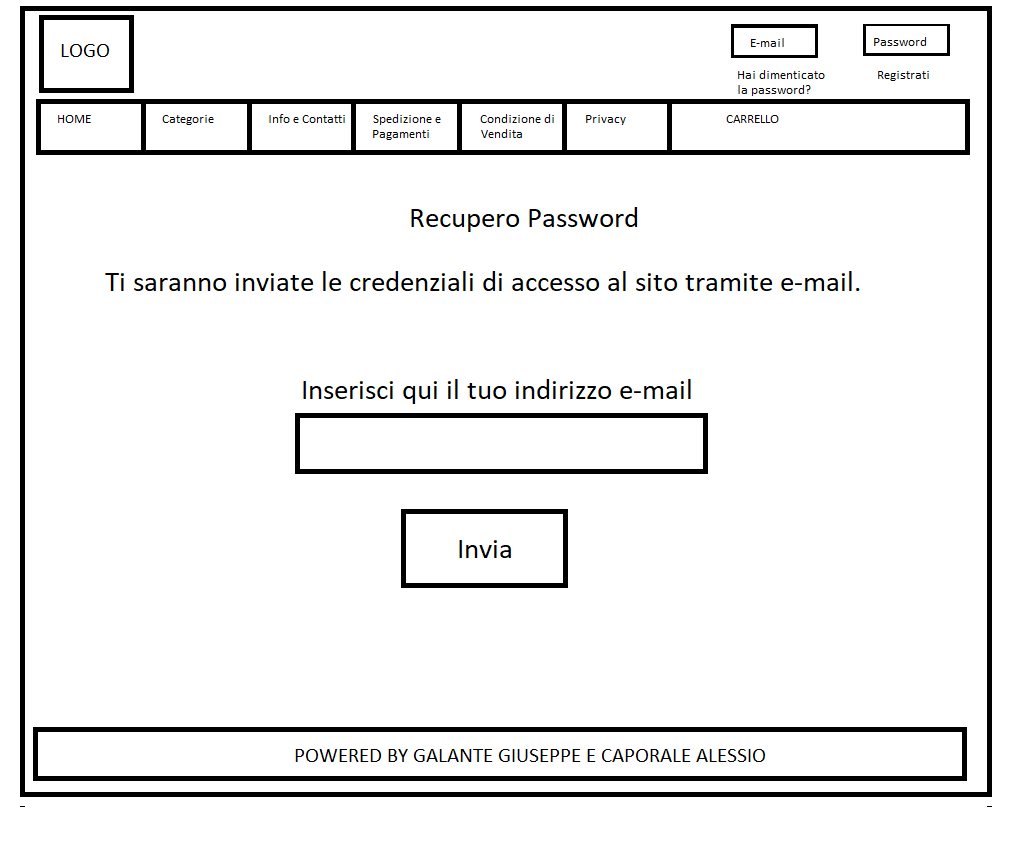 LOGO
E-mail
Password
Hai dimenticato
la password?
Registrati
HOME
Categorie
Info e Contatti
Spedizione e
Pagamenti
Condizione di
Vendita
Privacy
CARRELLO
Recupero Password
Ti saranno inviate le credenziali di accesso al sito tramite e-mail.
Inserisci qui il tuo indirizzo e-mail
Invia
POWERED BY GALANTE GIUSEPPE E CAPORALE ALESSIO